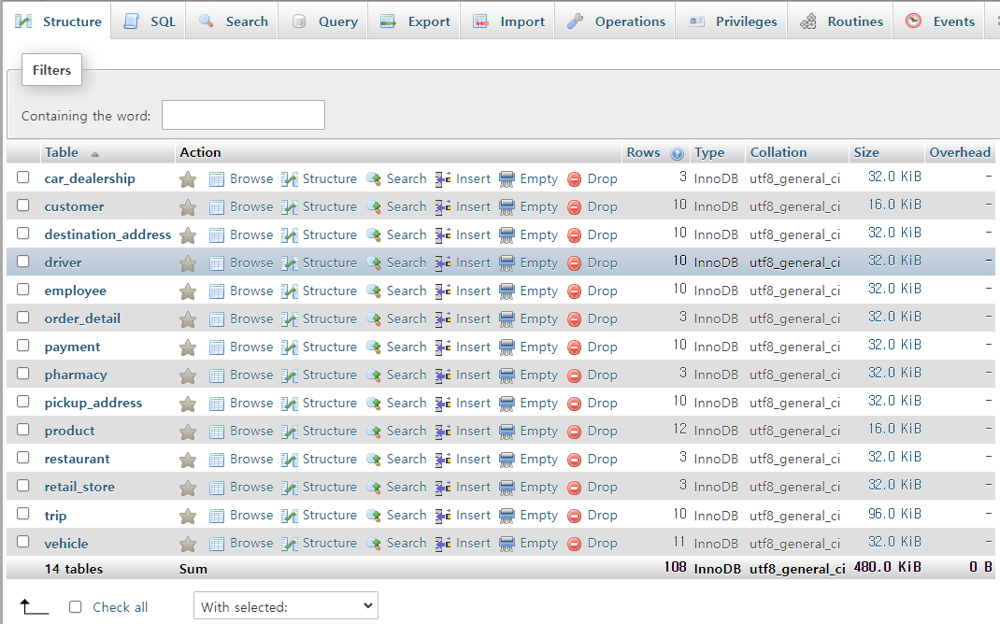 Structure SQL Search Query Export Import Operations Privileges Routines Events
Filters
Containing the word:
Table Action Rows Type Collation Size Overhead
car_dealership Browse Structure Search Insert Empty Drop 3 InnoDB utf8_general_ci 32.0 KiB -
customer Browse Structure Search Insert Empty Drop 10 InnoDB utf8_general_ci 16.0 KiB -
destination_address Browse Structure Search Insert Empty Drop 10 InnoDB utf8_general_ci 32.0 KiB -
driver Browse Structure Search Insert Empty Drop 10 InnoDB utf8_general_ci 32.0 KiB -
employee Browse Structure Search Insert Empty Drop 10 InnoDB utf8_general_ci 32.0 KiB -
order_detail Browse Structure Search Insert Empty Drop 3 InnoDB utf8_general_ci 32.0 KiB -
payment Browse Structure Search Insert Empty Drop 10 InnoDB utf8_general_ci 32.0 KiB -
pharmacy Browse Structure Search Insert Empty Drop 3 InnoDB utf8_general_ci 32.0 KiB -
pickup_address Browse Structure Search Insert Empty Drop 10 InnoDB utf8_general_ci 32.0 KiB -
product Browse Structure Search Insert Empty Drop 12 InnoDB utf8_general_ci 16.0 KiB -
restaurant Browse Structure Search Insert Empty Drop 3 InnoDB utf8_general_ci 32.0 KiB -
retail_store Browse Structure Search Insert Empty Drop 3 InnoDB utf8_general_ci 32.0 KiB -
trip Browse Structure Search Insert Empty Drop 10 InnoDB utf8_general_ci 96.0 KiB -
vehicle Browse Structure Search Insert Empty Drop 11 InnoDB utf8_general_ci 32.0 KiB -
14 tables Sum 108 InnoDB utf8_general_ci 480.0 KiB 0 B
Check all With selected: